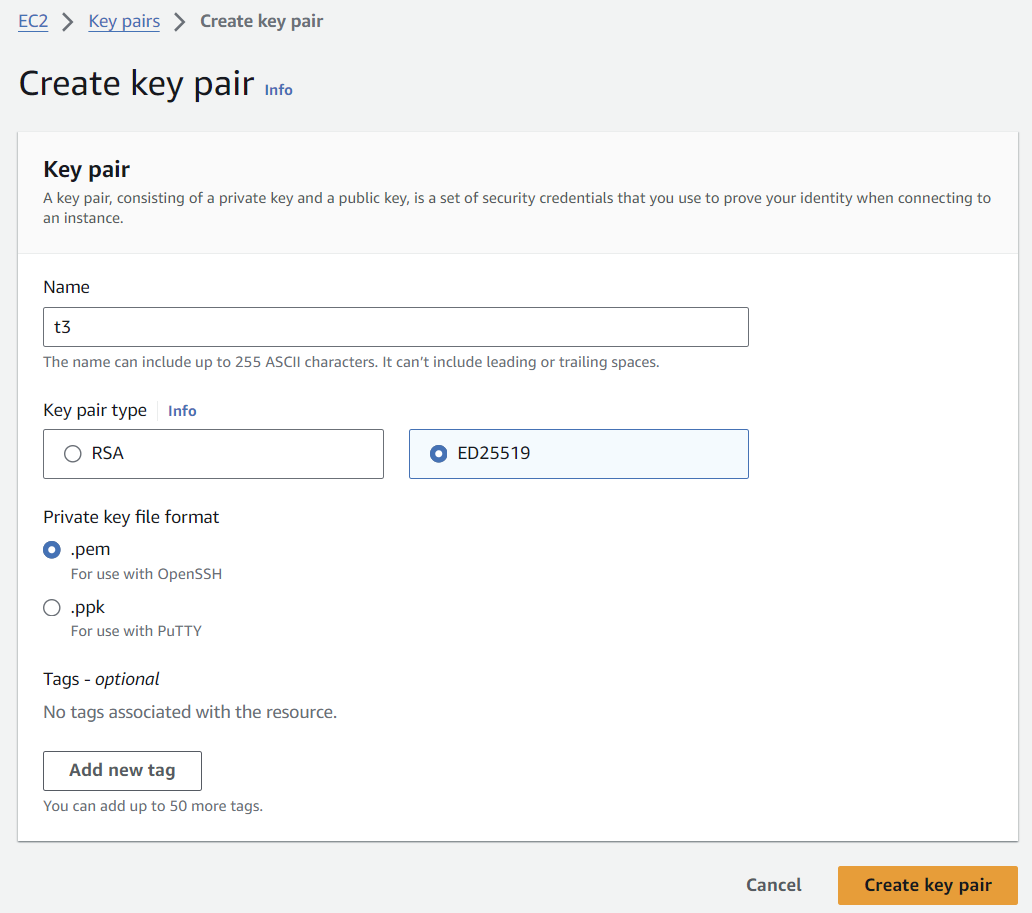 EC2 > Key pairs > Create key pair
Create key pair Info
Key pair
A key pair, consisting of a private key and a public key, is a set of security credentials that you use to prove your identity when connecting to
an instance.
Name
t3
The name can include up to 255 ASCII characters. It can't include leading or trailing spaces.
Key pair type Info
RSA ED25519
Private key file format
.pem
For use with OpenSSH
.ppk
For use with PuTTY
Tags - optional
No tags associated with the resource.
Add new tag
You can add up to 50 more tags.
Cancel Create key pair